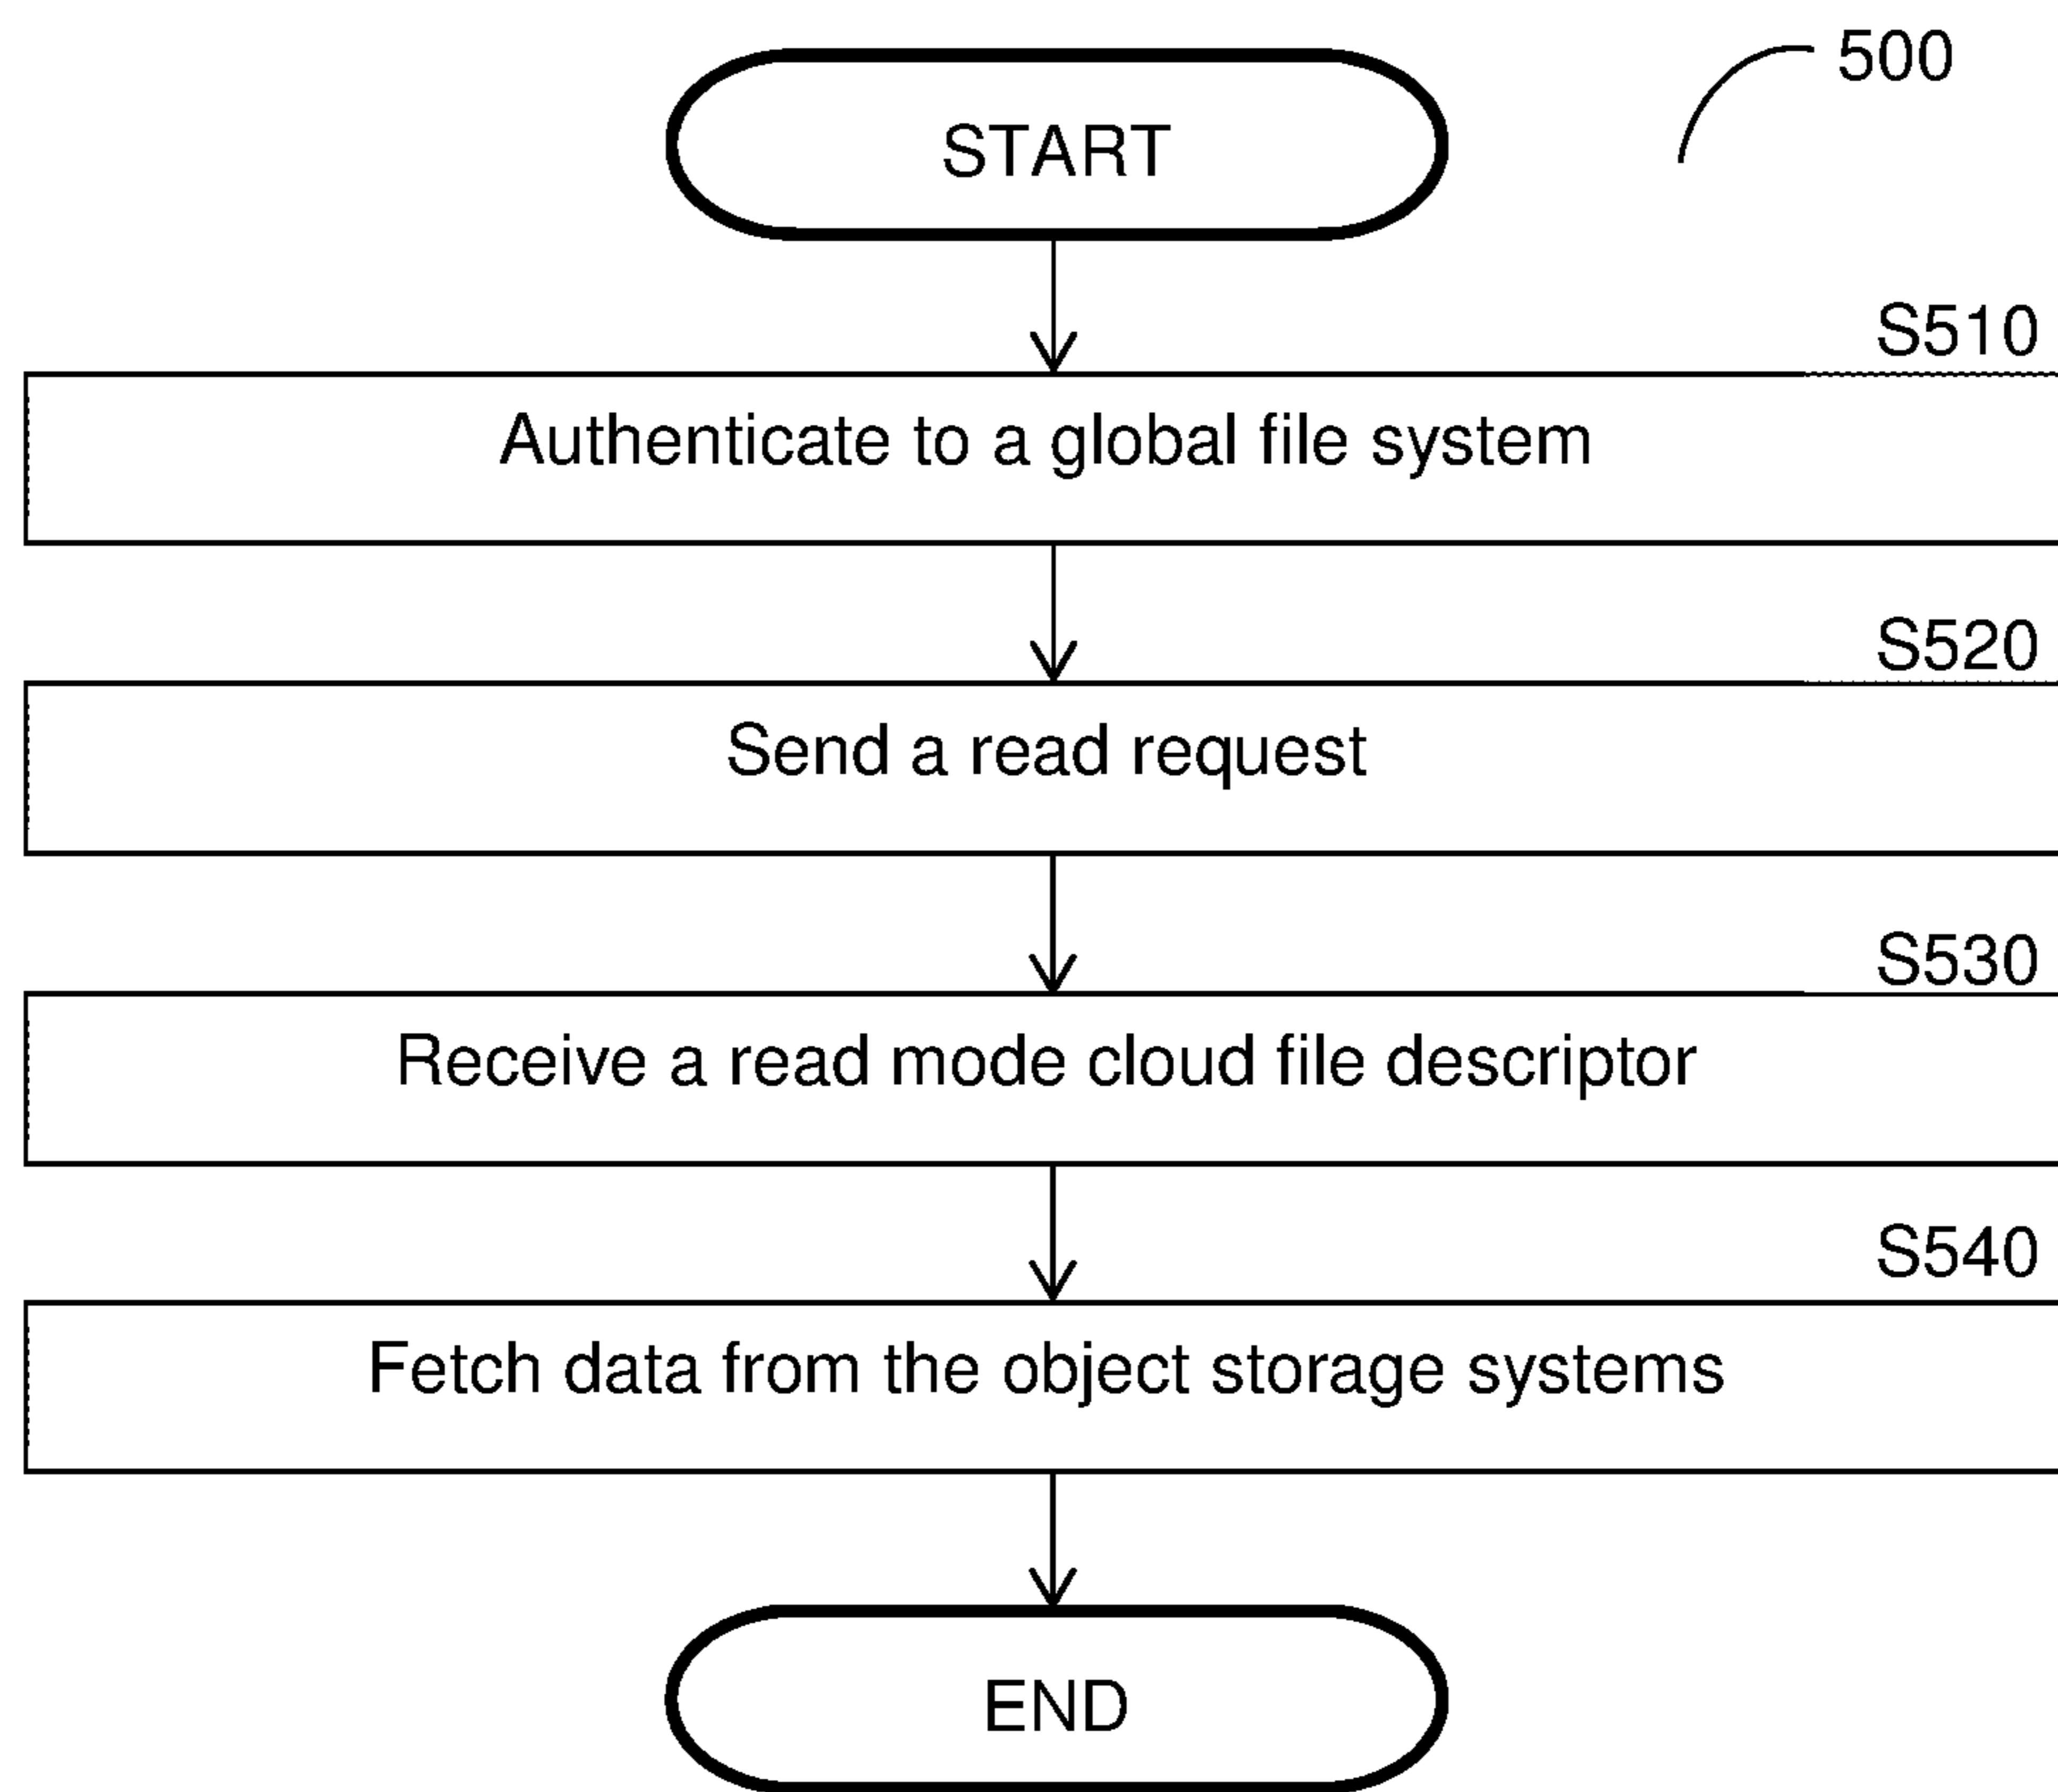 START
500
S510
Authenticate to a global file system
S520
Send a read request
S530
Receive a read mode cloud file descriptor
S540
Fetch data from the object storage systems
END